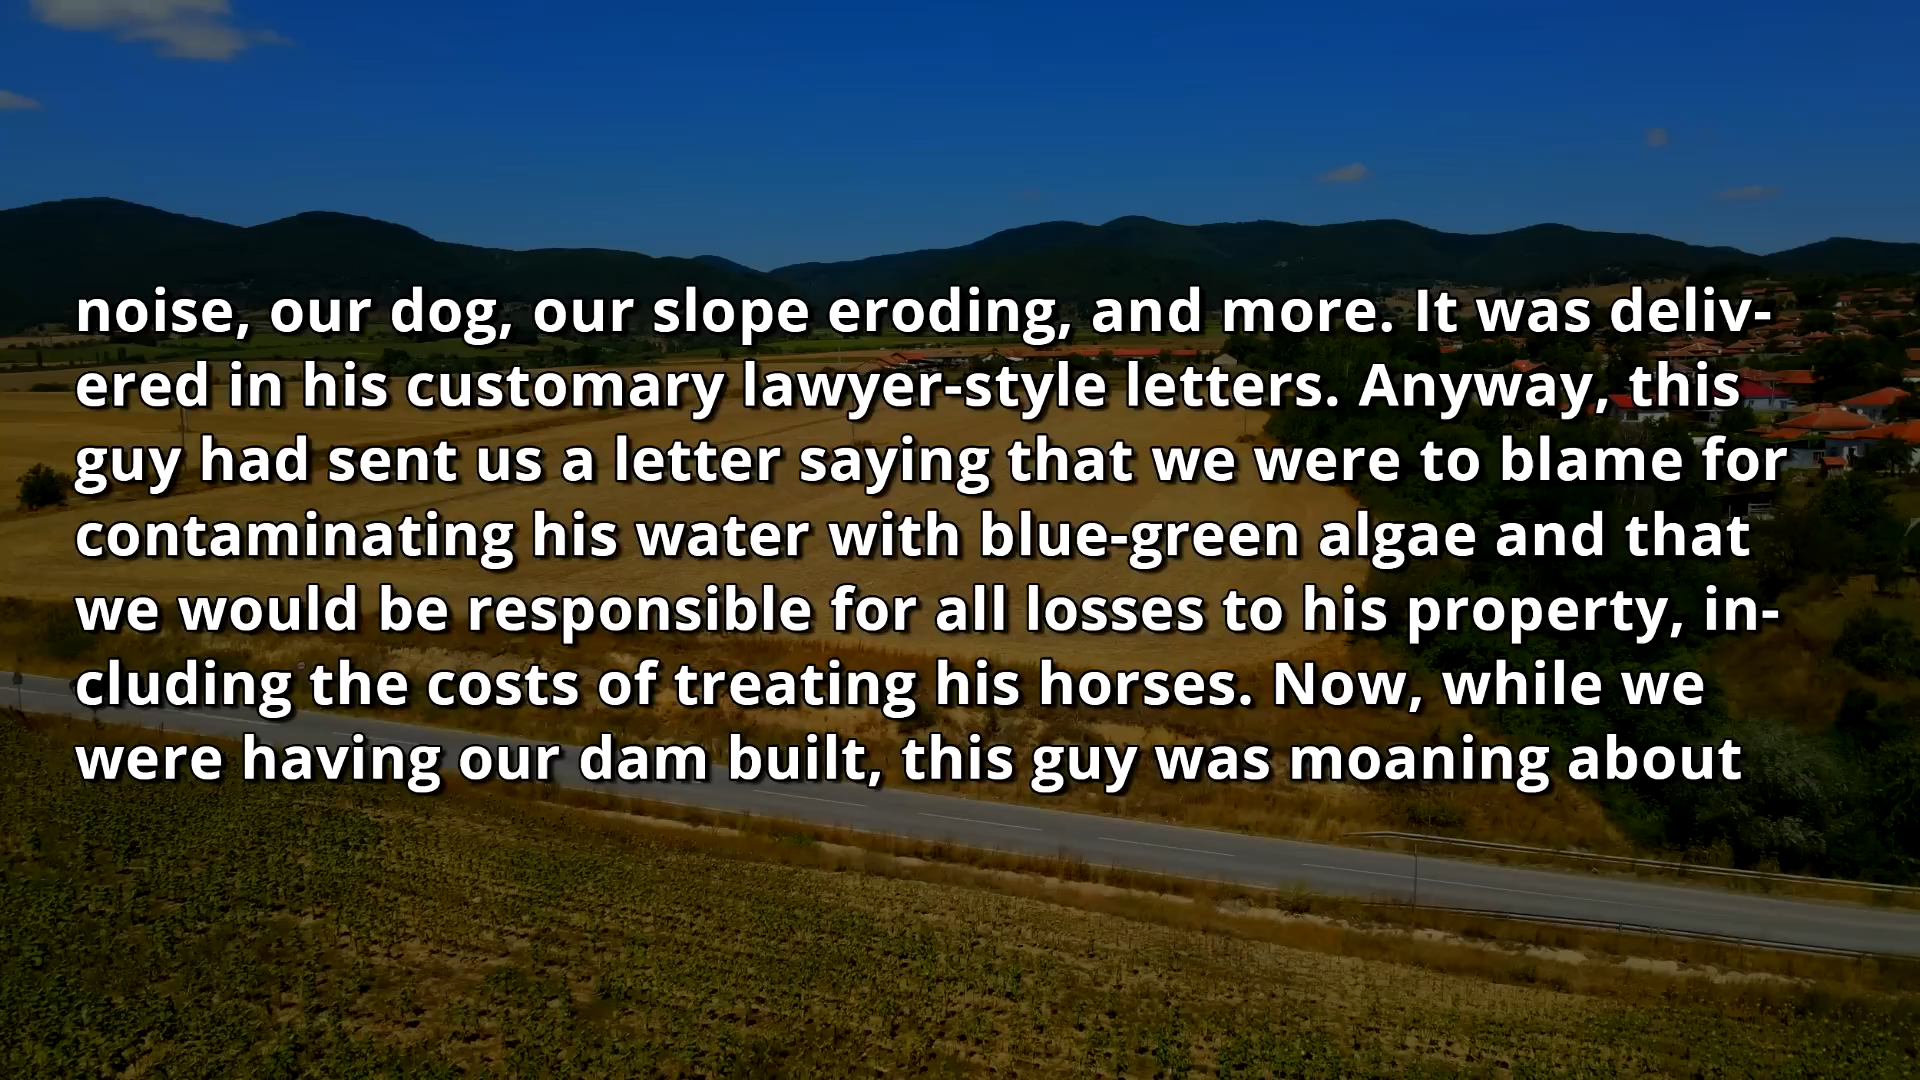 noise, our dog, our slope eroding, and more. It was deliv-
ered in his customary lawyer-style letters. Anyway, this
guy had sent us a letter saying that we were to blame for
contaminating his water with blue-green algae and that
we would be responsible for all losses to his property, in-
cluding the costs of treating his horses. Now, while we
were having our dam built, this guy was moaning about